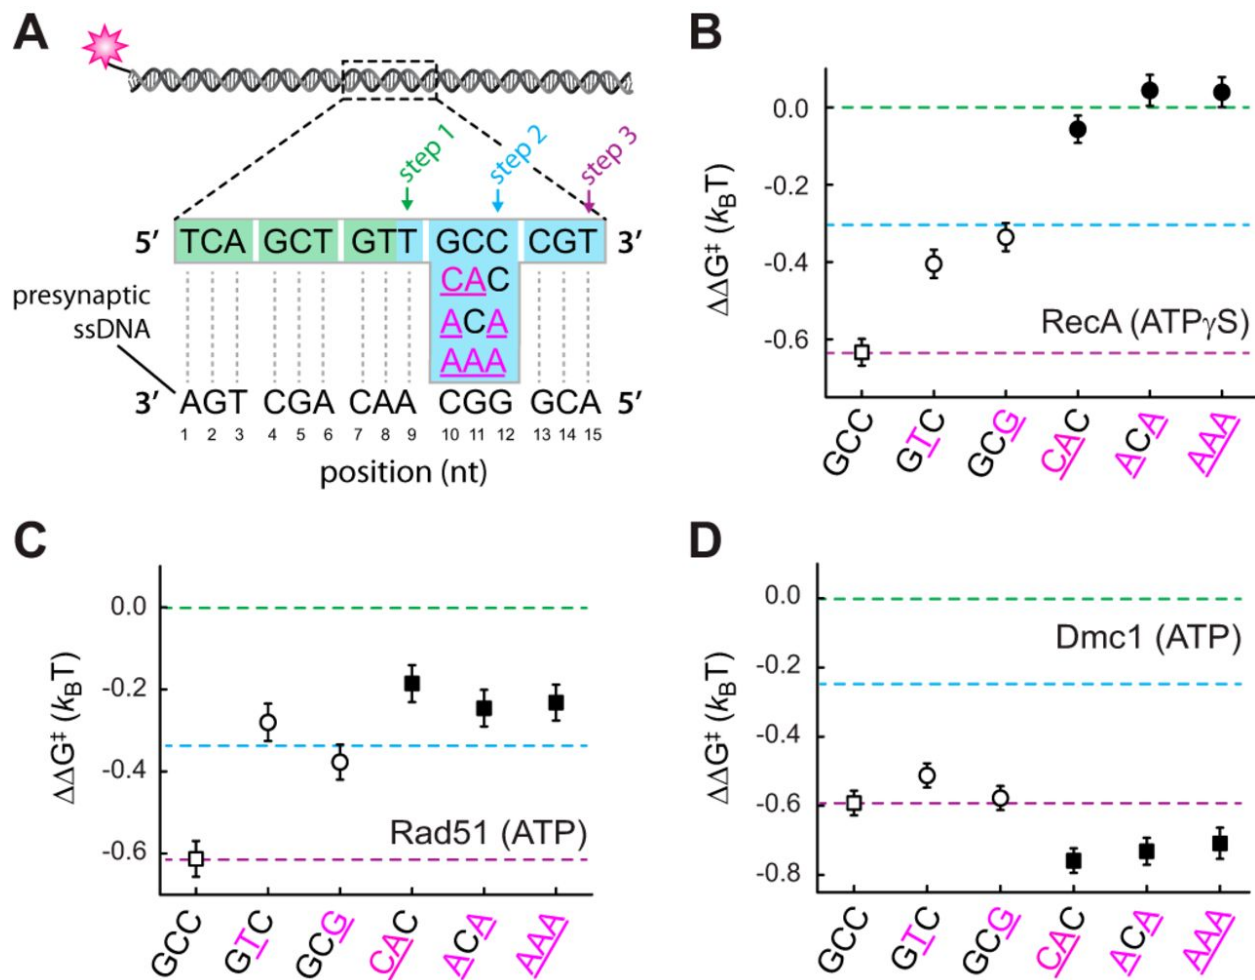 A
step 1
step 2
step 3
5′ TCA GCT GTT GCC CGT 3′
CAC
presynaptic ACA
ssDNA AAA
3′ AGT CGA CAA CGG GCA 5′
1 2 3 4 5 6 7 8 9 10 11 12 13 14 15
position (nt)
B
0.0
-0.2
-0.4
-0.6
ΔΔG‡ (kBT)
RecA (ATPγS)
GCC GTC GCG CAC ACA AAA
C
0.0
-0.2
-0.4
-0.6
ΔΔG‡ (kBT)
Rad51 (ATP)
GCC GTC GCG CAC ACA AAA
D
0.0
-0.2
-0.4
-0.6
-0.8
ΔΔG‡ (kBT)
Dmc1 (ATP)
GCC GTC GCG CAC ACA AAA